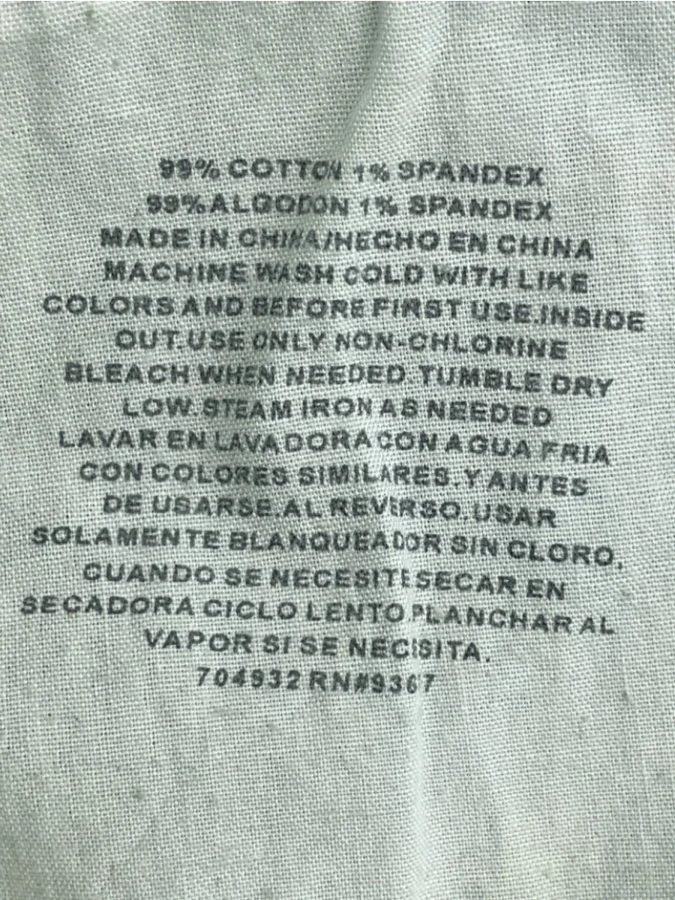 99% COTTON 1% SPANDEX
99% ALGODON 1% SPANDEX
MADE IN CHINA/HECHO EN CHINA
MACHINE WASH COLD WITH LIKE
COLORS AND BEFORE FIRST USE.INSIDE
OUT.USE ONLY NON-CHLORINE
BLEACH WHEN NEEDED.TUMBLE DRY
LOW.STEAM IRON AS NEEDED
LAVAR EN LAVADORA CON AGUA FRIA
CON COLORES SIMILARES.Y ANTES
DE USARSE.AL REVERSO.USAR
SOLAMENTE BLANQUEADOR SIN CLORO.
CUANDO SE NECESITE SECAR EN
SECADORA CICLO LENTO.PLANCHAR AL
VAPOR SI SE NECISITA.
704932 RN#9367